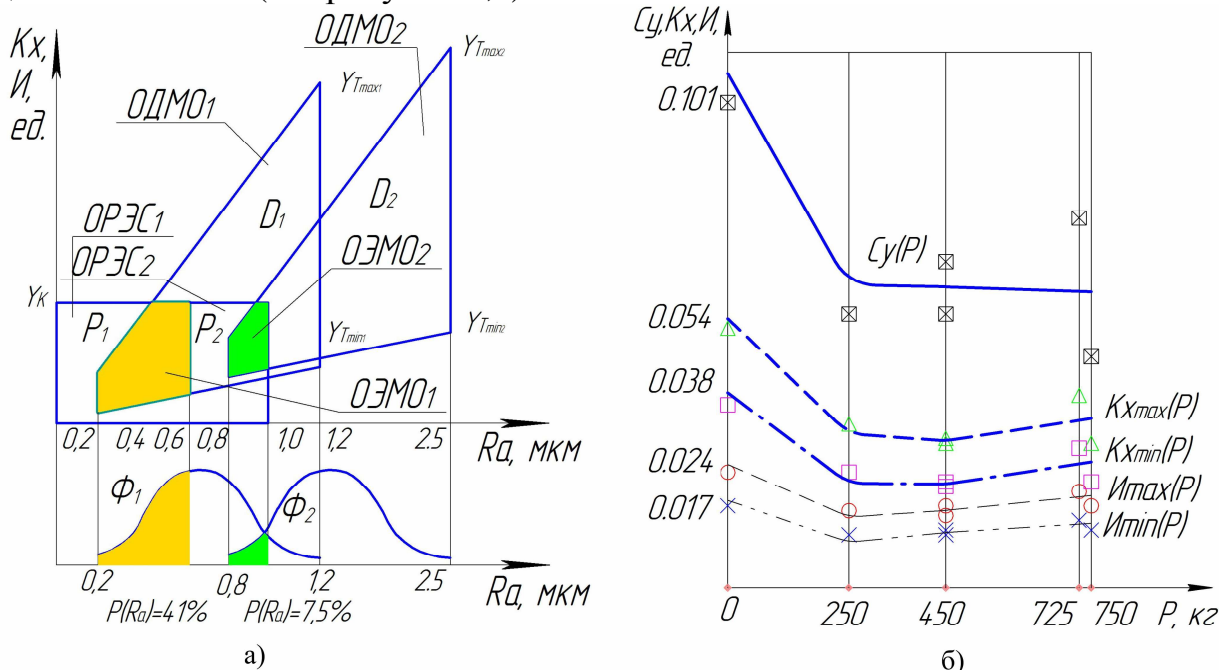 Kx,
И,
ед.
ОДМО1
ОДМО2
YTmax1
YTmax2
D1
D2
ОРЭС1
ОРЭС2
ОЭМО2
YK
P1
P2
YTmin1
YTmin2
ОЭМО1
0,2 0,4 0,6 0,8 1,0 1,2 2.5
Ra, мкм
Ф1
Ф2
0,2 0,8 1,2 2.5
Ra, мкм
P(Ra)=41% P(Ra)=7,5%
а)
Cy,Kx,И,
ед.
0.101
Cy(P)
0.054
0.038
Kxmax(P)
Kxmin(P)
0.024
Иmax(P)
0.017
Иmin(P)
0 250 450 725 750 P, кг
б)